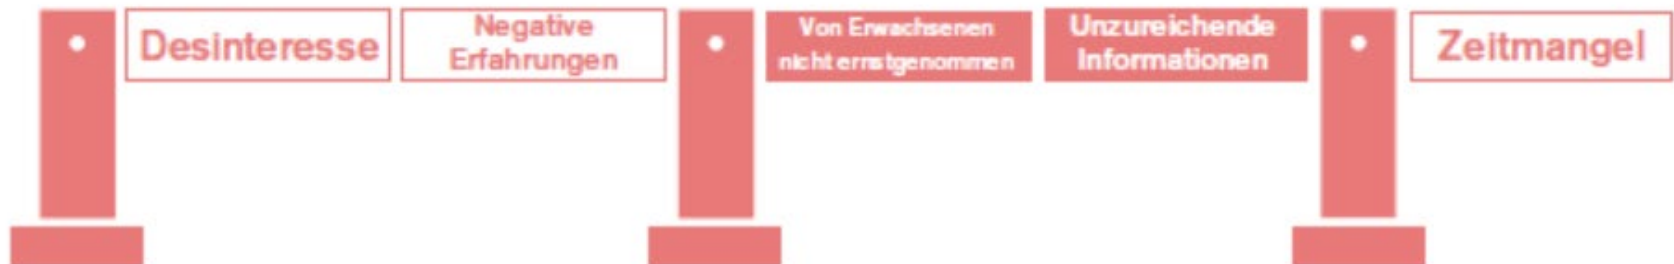 Desinteresse
Negative
Erfahrungen
Von Erwachsenen
nicht ernstgenommen
Unzureichende
Informationen
Zeitmangel